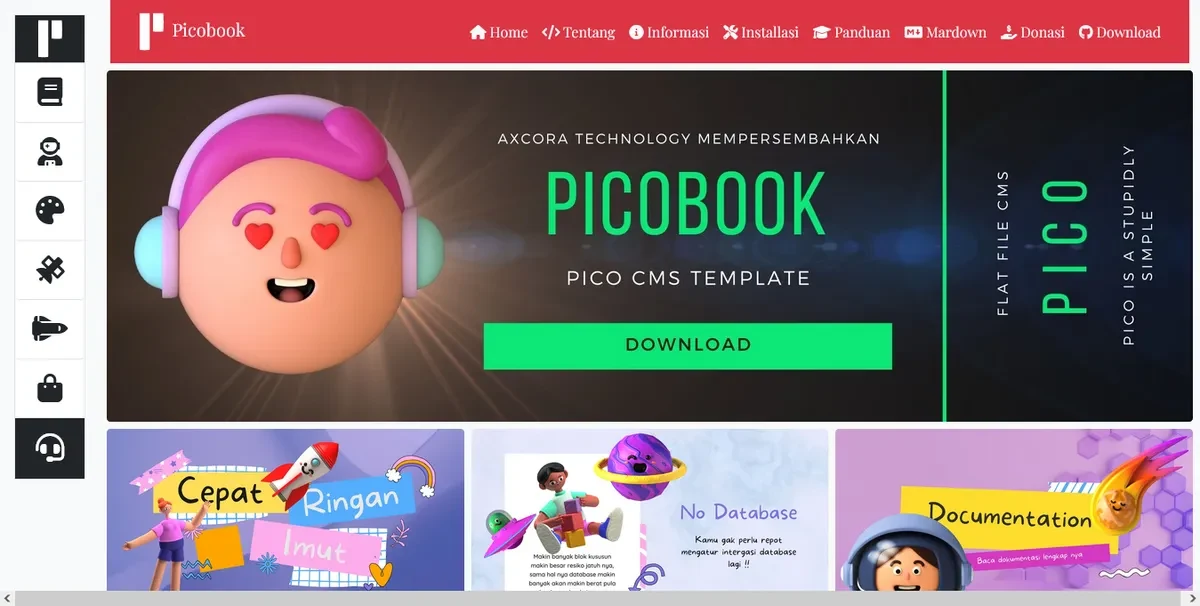 Picobook
Home
Tentang
Informasi
Installasi
Panduan
Mardown
Donasi
Download
AXCORA TECHNOLOGY MEMPERSEMBAHKAN
PICOBOOK
PICO CMS TEMPLATE
DOWNLOAD
FLAT FILE CMS
PICO
PICO IS A STUPIDLY
SIMPLE
Cepat
Ringan
Imut
No Database
Kamu gak perlu repot
mengatur intergasi database
lagi !!
Makin banyak blok kususun
makin besar resiko jatuh nya,
sama hal nya database makin
banyak akan makin berat pula
Documentation
Baca dokumentasi lengkap nya